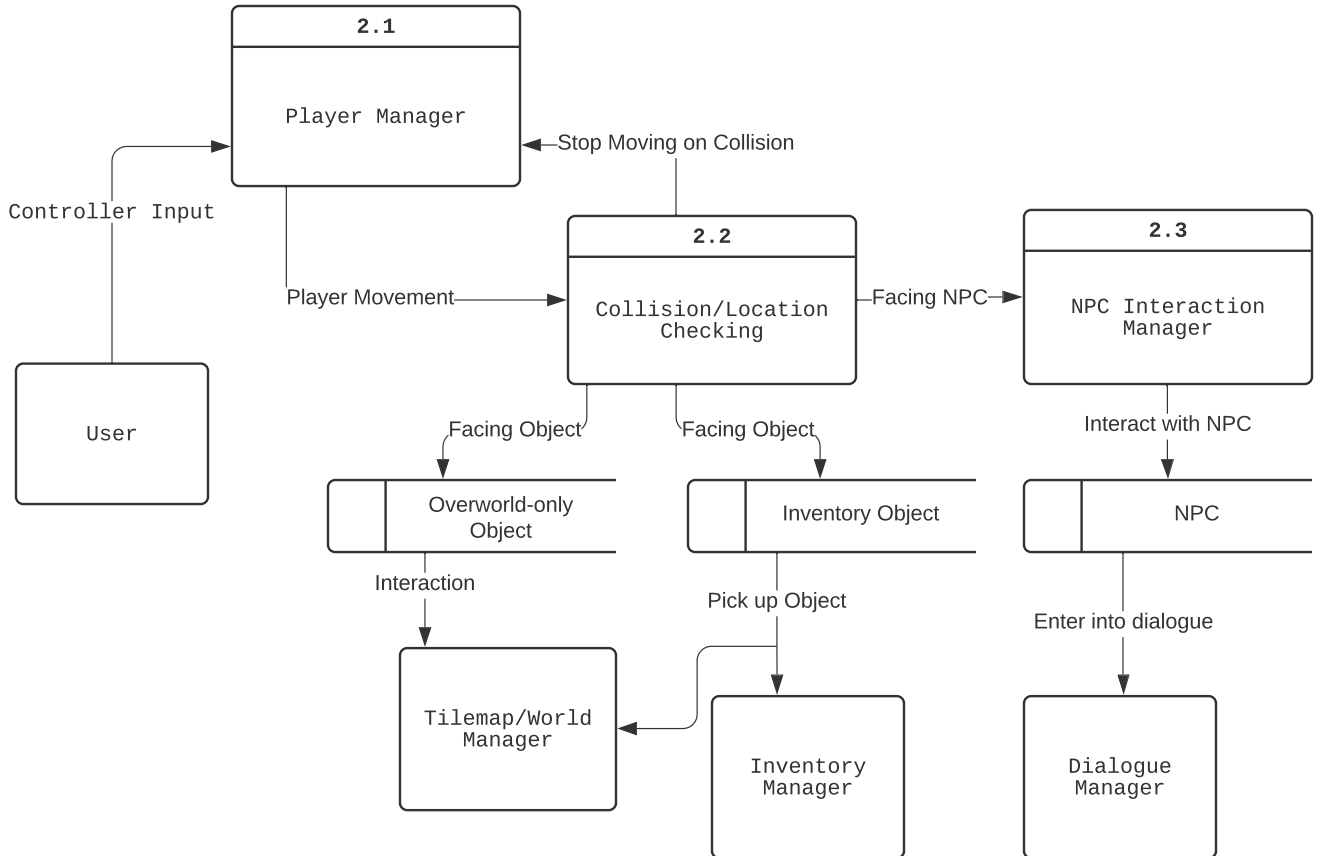 2.1
Player Manager
Stop Moving on Collision
Controller Input
2.2
2.3
Player Movement
Collision/Location
Checking
Facing NPC
NPC Interaction
Manager
User
Facing Object
Facing Object
Interact with NPC
Overworld-only
Object
Inventory Object
NPC
Interaction
Pick up Object
Enter into dialogue
Tilemap/World
Manager
Inventory
Manager
Dialogue
Manager